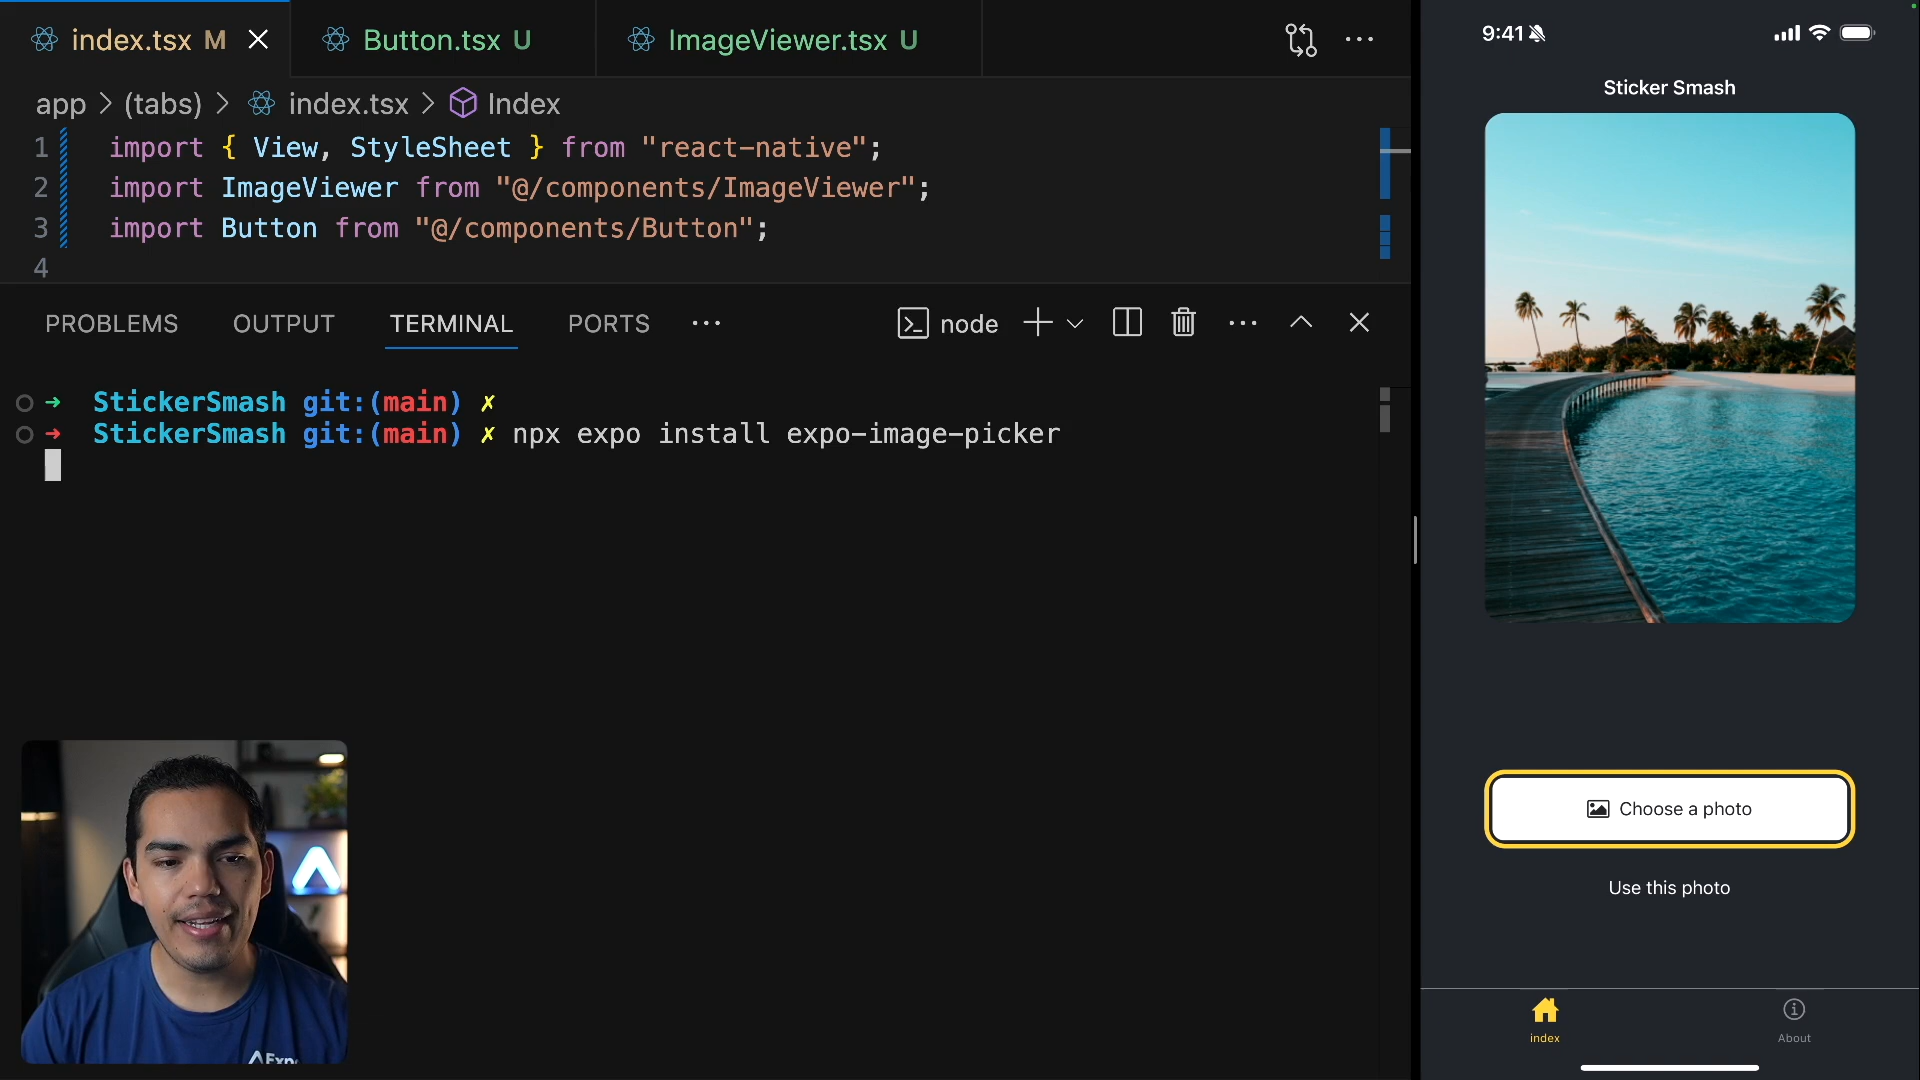 index.tsx M
Button.tsx U
ImageViewer.tsx U
app > (tabs) > index.tsx > Index
1 import { View, StyleSheet } from "react-native";
2 import ImageViewer from "@/components/ImageViewer";
3 import Button from "@/components/Button";
4
PROBLEMS OUTPUT TERMINAL PORTS ...
node
→ StickerSmash git:(main) ✗
→ StickerSmash git:(main) ✗ npx expo install expo-image-picker
9:41
Sticker Smash
Choose a photo
Use this photo
index
About